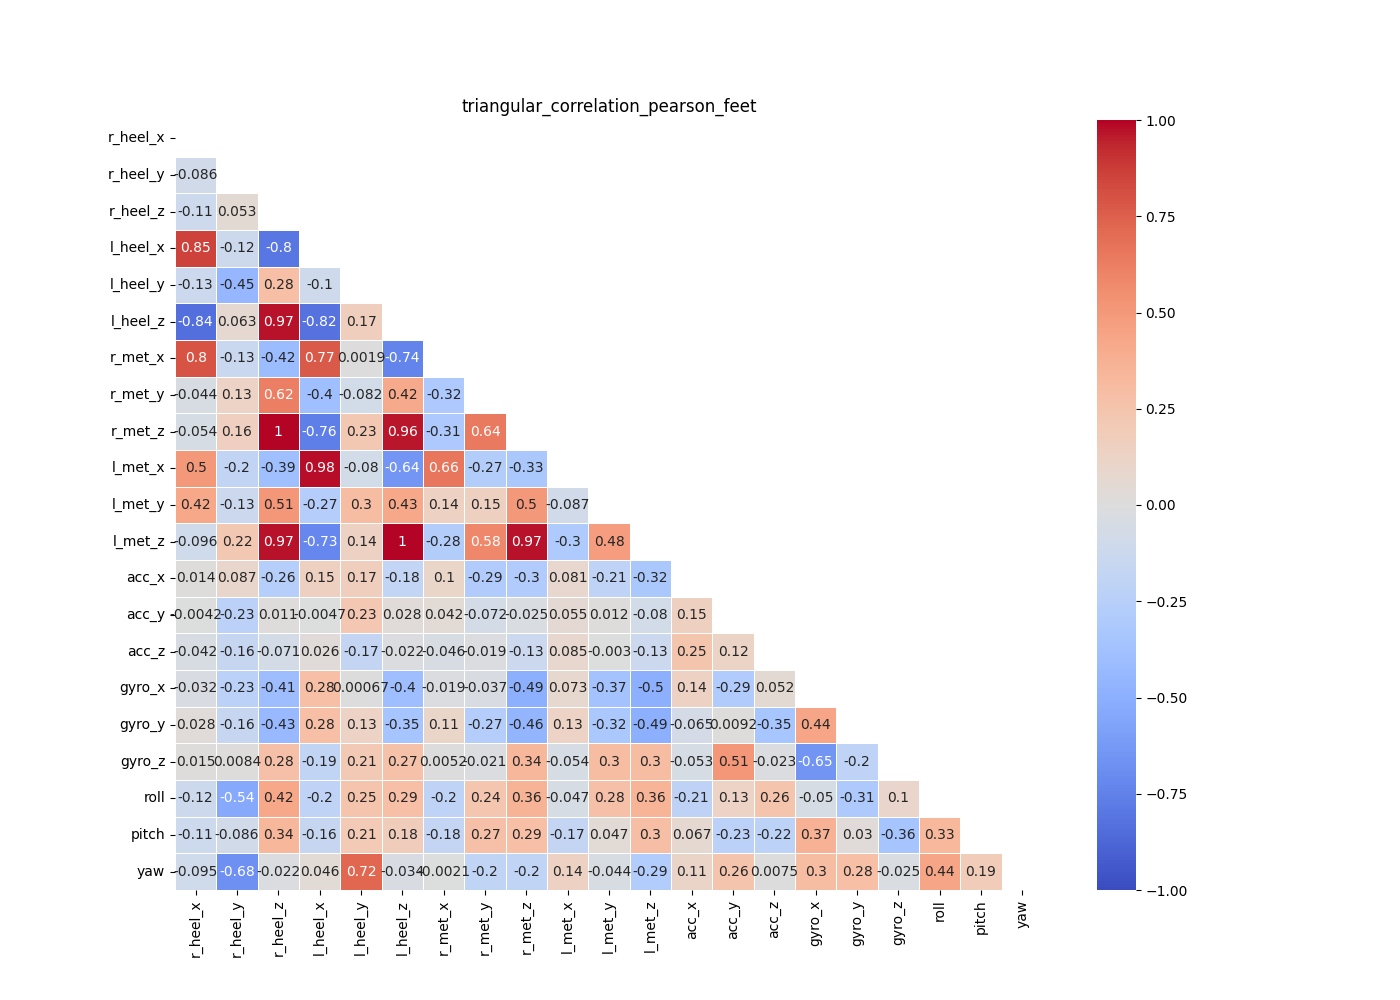 triangular_correlation_pearson_feet
r_heel_x
r_heel_y -0.086
r_heel_z -0.11 0.053
l_heel_x 0.85 -0.12 -0.8
l_heel_y -0.13 -0.45 0.28 -0.1
l_heel_z -0.84 0.063 0.97 -0.82 0.17
r_met_x 0.8 -0.13 -0.42 0.77 0.0019 -0.74
r_met_y -0.044 0.13 0.62 -0.4 -0.082 0.42 -0.32
r_met_z -0.054 0.16 1 -0.76 0.23 0.96 -0.31 0.64
l_met_x 0.5 -0.2 -0.39 0.98 -0.08 -0.64 0.66 -0.27 -0.33
l_met_y 0.42 -0.13 0.51 -0.27 0.3 0.43 0.14 0.15 0.5 -0.087
l_met_z -0.096 0.22 0.97 -0.73 0.14 1 -0.28 0.58 0.97 -0.3 0.48
acc_x 0.014 0.087 -0.26 0.15 0.17 -0.18 0.1 -0.29 -0.3 0.081 -0.21 -0.32
acc_y -0.0042 -0.23 0.011 -0.0047 0.23 0.028 0.042 -0.072 -0.025 0.055 0.012 -0.08 0.15
acc_z -0.042 -0.16 -0.071 0.026 -0.17 -0.022 -0.046 -0.019 -0.13 0.085 -0.003 -0.13 0.25 0.12
gyro_x -0.032 -0.23 -0.41 0.28 0.00067 -0.4 -0.019 -0.037 -0.49 0.073 -0.37 -0.5 0.14 -0.29 0.052
gyro_y 0.028 -0.16 -0.43 0.28 0.13 -0.35 0.11 -0.27 -0.46 0.13 -0.32 -0.49 -0.065 0.0092 -0.35 0.44
gyro_z 0.015 0.0084 0.28 -0.19 0.21 0.27 0.0052 -0.021 0.34 -0.054 0.3 0.3 -0.053 0.51 -0.023 -0.65 -0.2
roll -0.12 -0.54 0.42 -0.2 0.25 0.29 -0.2 0.24 0.36 -0.047 0.28 0.36 -0.21 0.13 0.26 -0.05 -0.31 0.1
pitch -0.11 -0.086 0.34 -0.16 0.21 0.18 -0.18 0.27 0.29 -0.17 0.047 0.3 0.067 -0.23 -0.22 0.37 0.03 -0.36 0.33
yaw -0.095 -0.68 -0.022 0.046 0.72 -0.034 0.0021 -0.2 -0.2 0.14 -0.044 -0.29 0.11 0.26 0.0075 0.3 0.28 -0.025 0.44 0.19
r_heel_x r_heel_y r_heel_z l_heel_x l_heel_y l_heel_z r_met_x r_met_y r_met_z l_met_x l_met_y l_met_z acc_x acc_y acc_z gyro_x gyro_y gyro_z roll pitch yaw
1.00
0.75
0.50
0.25
0.00
−0.25
−0.50
−0.75
−1.00